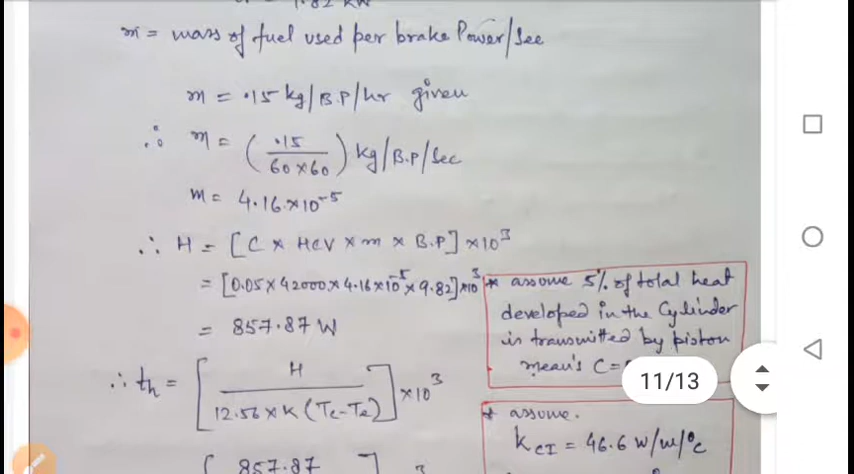 m = mass of fuel used per brake Power/Sec
m = .15 kg/B.P/hr given
∴ m = (.15 / 60×60) kg/B.P/Sec
m = 4.16×10⁻⁵
∴ H = [C × HCV × m × B.P] ×10³
= [0.05×42000×4.16×10⁻⁵×9.82]×10³
= 857.87 W
* assume 5% of total heat
developed in the Cylinder
is transmitted by piston
mean's C=
∴ th = [H / 12.56×K(Tc-Te)] ×10³
11/13
* assume.
KCI = 46.6 w/m/°c
857.87